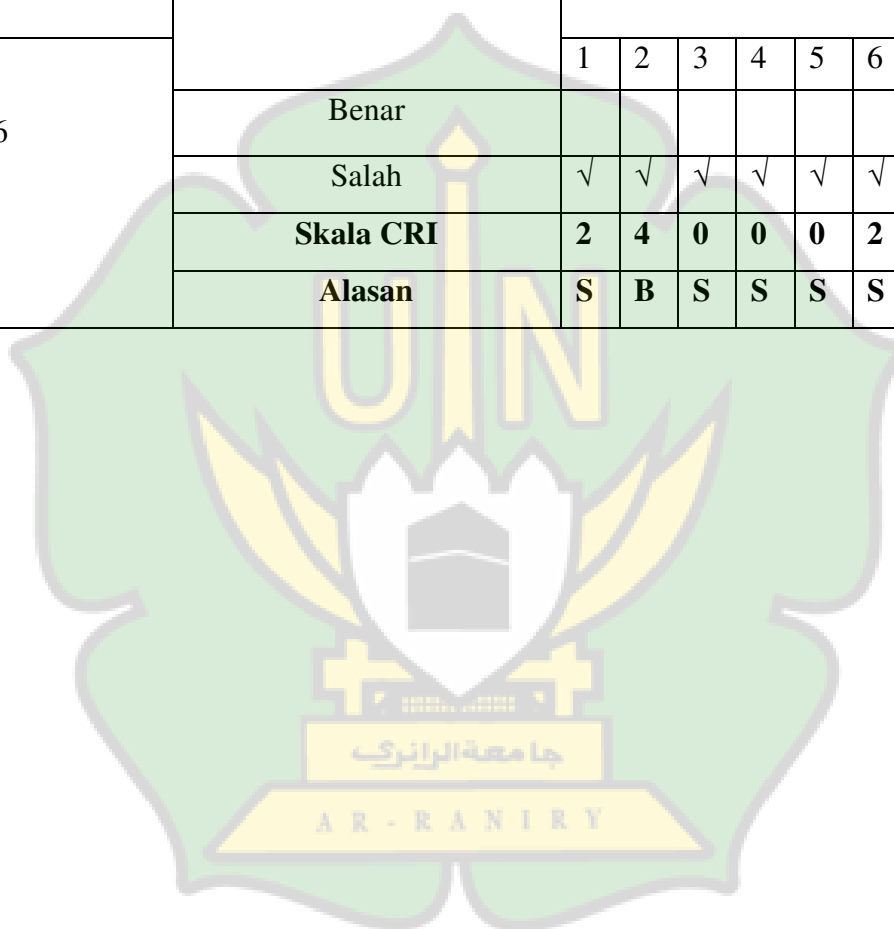 1 2 3 4 5 6
6
Benar
Salah √ √ √ √ √ √
Skala CRI 2 4 0 0 0 2
Alasan S B S S S S
UIN
جامعة الرانري
AR-RANIRY